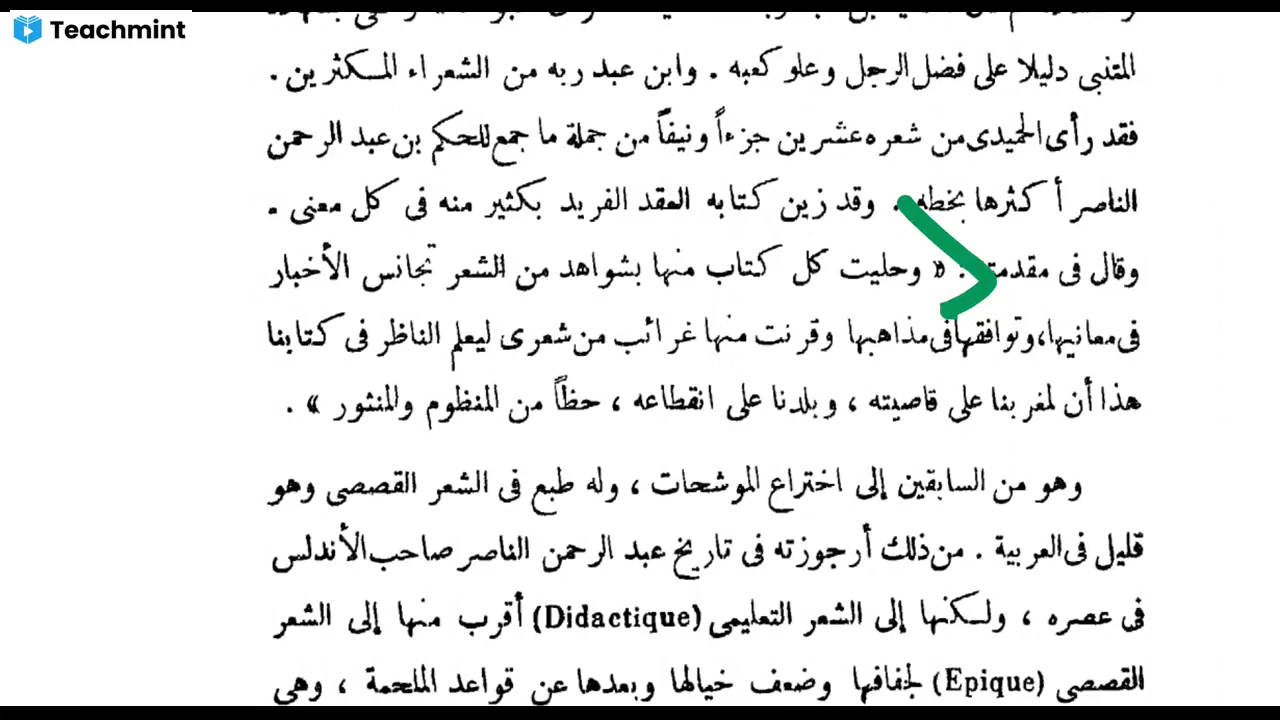 Teachmint
المتنبى دليلا على فضل الرجل وعلو كعبه . وابن عبد ربه من الشعراء المكثرين .
فقد رأى الحميدى من شعره عشرين جزءاً ونيفاً من جملة ما جمع للحكم بن عبد الرحمن
الناصر أكثرها بخطه . وقد زين كتابه العقد الفريد بكثير منه فى كل معنى .
وقال فى مقدمته : « وحليت كل كتاب منها بشواهد من الشعر تجانس الأخبار
فى معانيها، وتوافقها فى مذاهبها وقرنت منها غرائب من شعرى ليعلم الناظر فى كتابنا
هذا أن لمغربنا على قاصيته ، وبلدنا على انقطاعه ، حظاً من المنظوم والمنثور » .
وهو من السابقين إلى اختراع الموشحات ، وله طبع فى الشعر القصصى وهو
قليل فى العربية . من ذلك أرجوزته فى تاريخ عبد الرحمن الناصر صاحب الأندلس
فى عصره ، ولكنها إلى الشعر التعليمى (Didactique) أقرب منها إلى الشعر
القصصى (Epique) لجفافها وضعف خيالها وبعدها عن قواعد الملحمة ، وهى